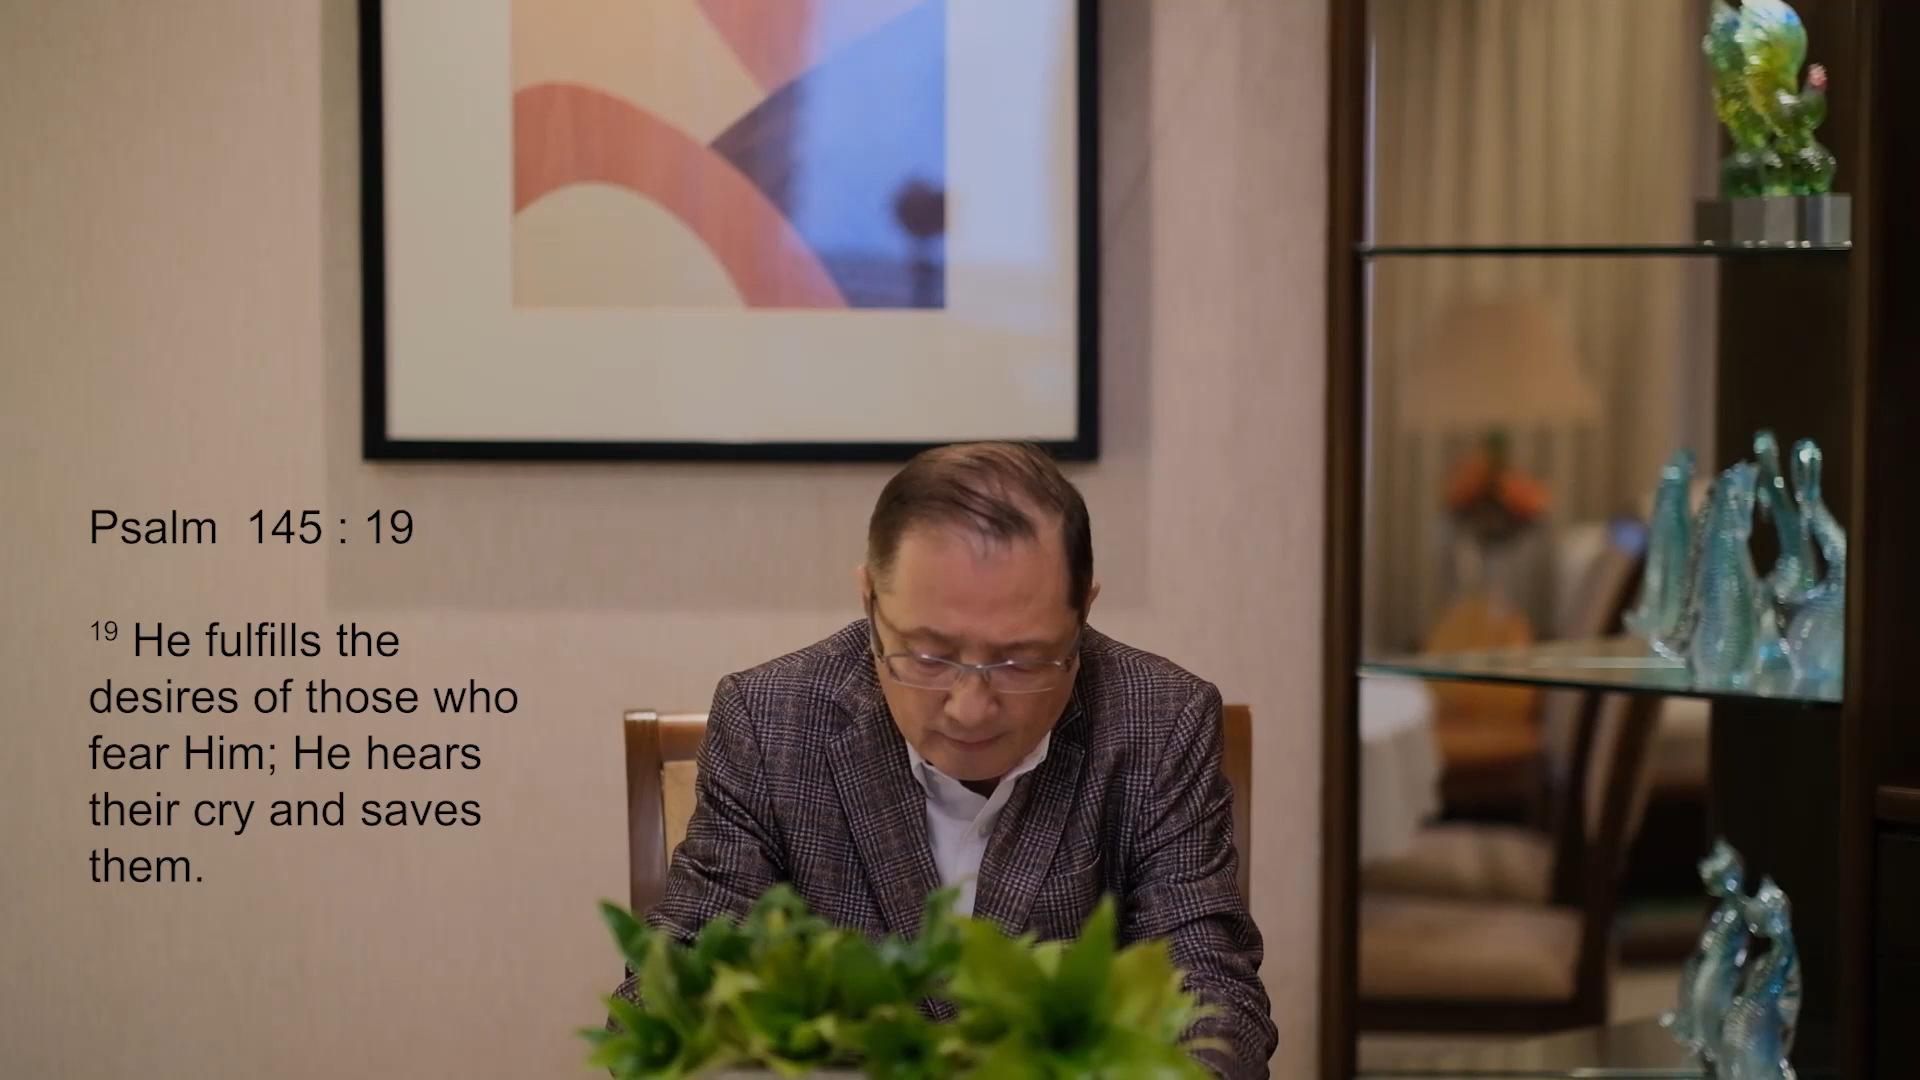 Psalm  145 : 19
19 He fulfills the
desires of those who
fear Him; He hears
their cry and saves
them.